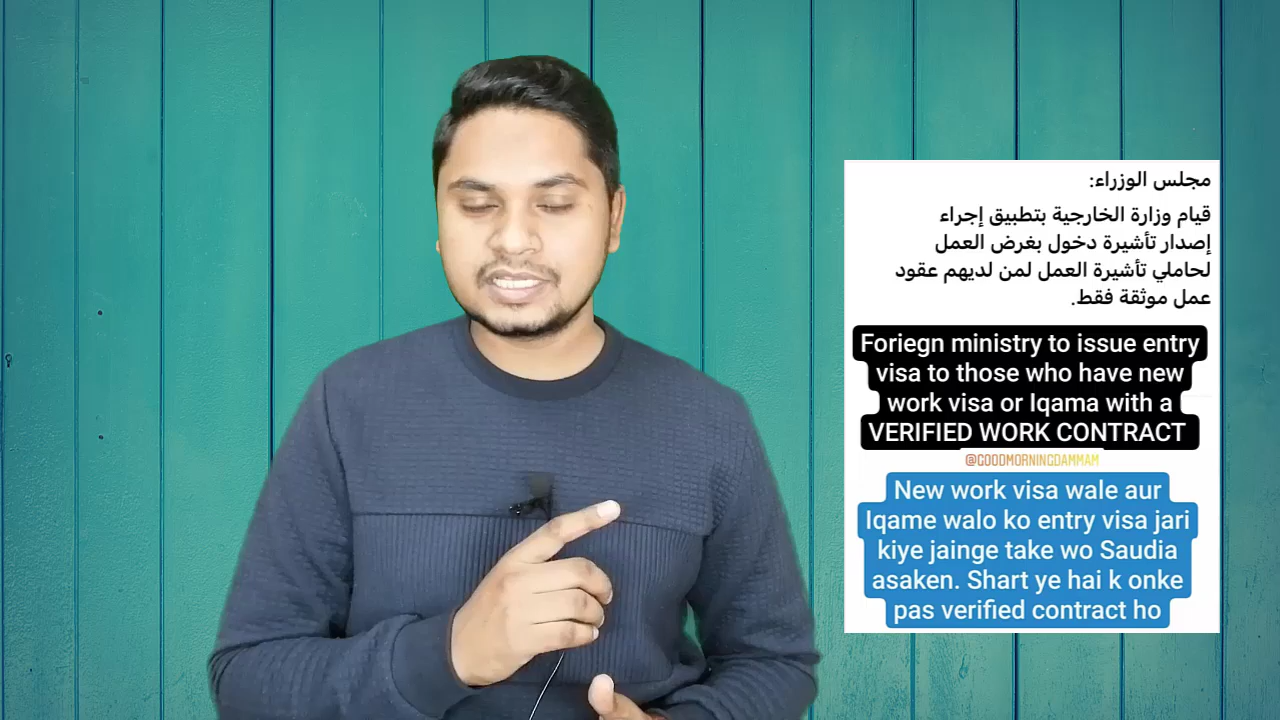 مجلس الوزراء:
قيام وزارة الخارجية بتطبيق إجراء
إصدار تأشيرة دخول بغرض العمل
لحاملي تأشيرة العمل لمن لديهم عقود
عمل موثقة فقط.
Foriegn ministry to issue entry
visa to those who have new
work visa or Iqama with a
VERIFIED WORK CONTRACT
@GOODMORNINGDAMMAM
New work visa wale aur
Iqame walo ko entry visa jari
kiye jainge take wo Saudia
asaken. Shart ye hai k onke
pas verified contract ho